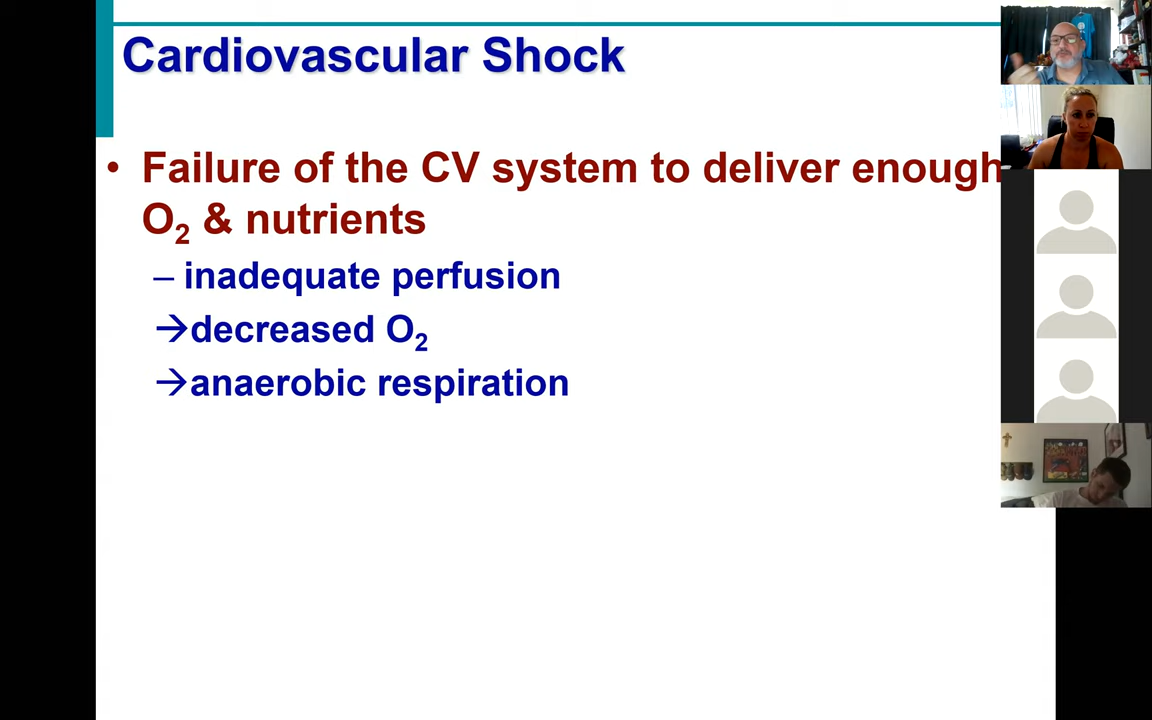 Cardiovascular Shock
• Failure of the CV system to deliver enough
O₂ & nutrients
– inadequate perfusion
→decreased O₂
→anaerobic respiration